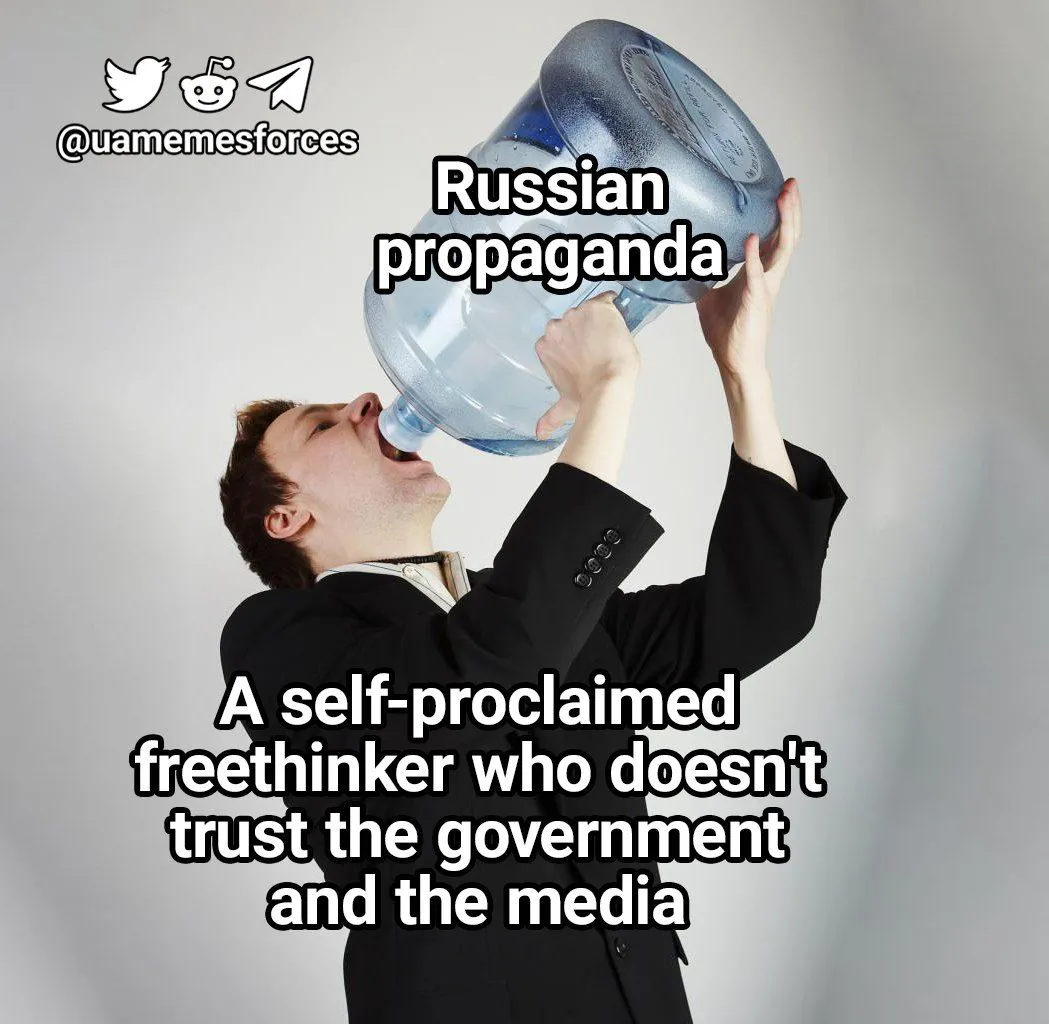 @uamemesforces
Russian
propaganda
A self-proclaimed
freethinker who doesn't
trust the government
and the media